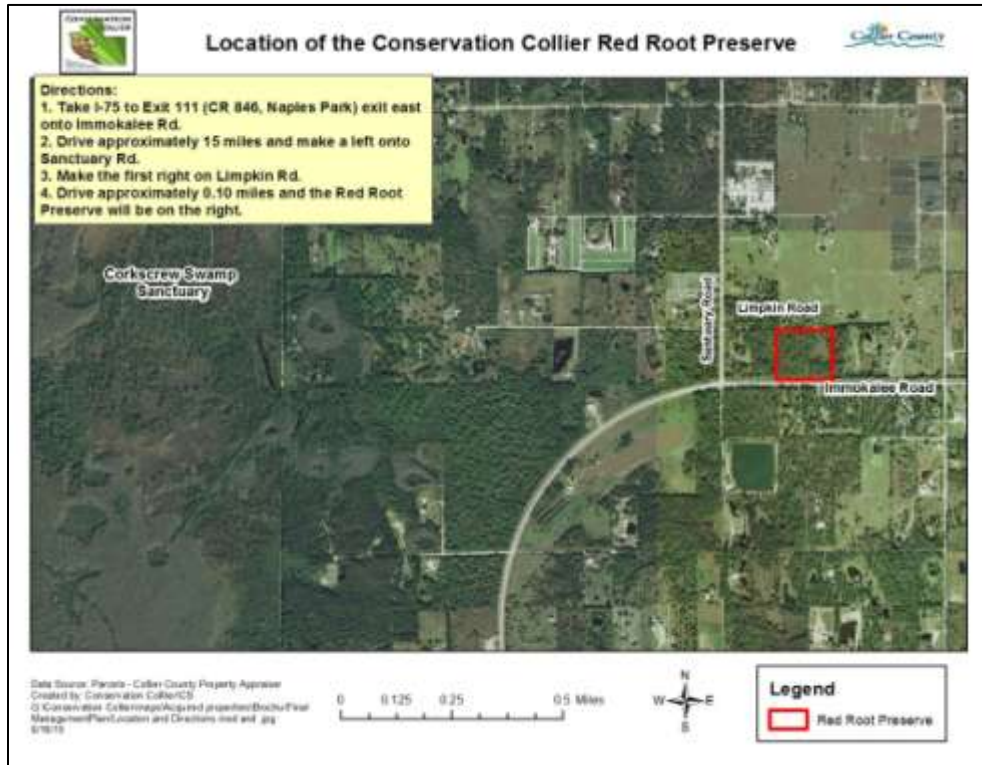 CONSERVATION
COLLIER
Location of the Conservation Collier Red Root Preserve
Collier County
Directions:
1. Take I-75 to Exit 111 (CR 846, Naples Park) exit east
onto Immokalee Rd.
2. Drive approximately 15 miles and make a left onto
Sanctuary Rd.
3. Make the first right on Limpkin Rd.
4. Drive approximately 0.10 miles and the Red Root
Preserve will be on the right.
Corkscrew Swamp
Sanctuary
Limpkin Road
Immokalee Road
Data Source: Parcels - Collier County Property Appraiser
Created by: Conservation Collier/
0 0.125 0.25 0.5 Miles
N
W E
S
Legend
Red Root Preserve